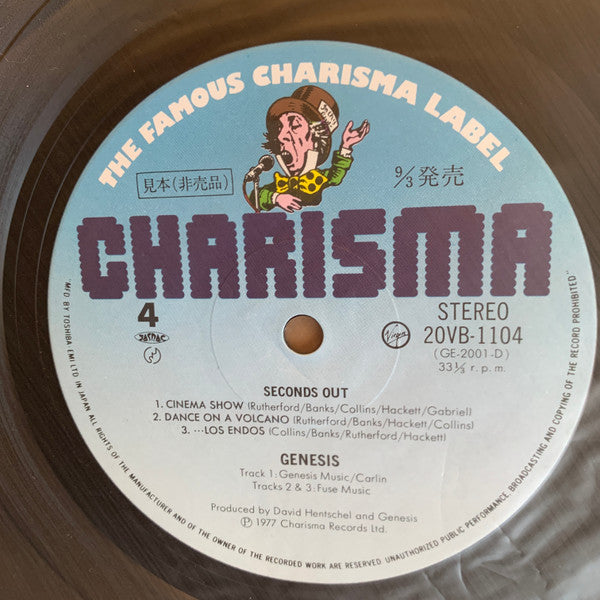 THE FAMOUS CHARISMA LABEL
見本(非売品)
9/3 発売
CHARISMA
4
JASRAC
STEREO
Virgin
20VB-1104
(GE-2001-D)
33⅓ r.p.m.
SECONDS OUT
1. CINEMA SHOW (Rutherford/Banks/Collins/Hackett/Gabriel)
2. DANCE ON A VOLCANO (Rutherford/Banks/Hackett/Collins)
3. ···LOS ENDOS (Collins/Banks/Rutherford/Hackett)
GENESIS
Track 1: Genesis Music/Carlin
Tracks 2 & 3: Fuse Music
Produced by David Hentschel and Genesis
Ⓟ 1977 Charisma Records Ltd.
"MFD BY TOSHIBA EMI LTD IN JAPAN ALL RIGHTS OF THE MANUFACTURER AND OF THE OWNER OF THE RECORDED WORK ARE RESERVED. UNAUTHORIZED PUBLIC PERFORMANCE, BROADCASTING AND COPYING OF THE RECORD PROHIBITED"